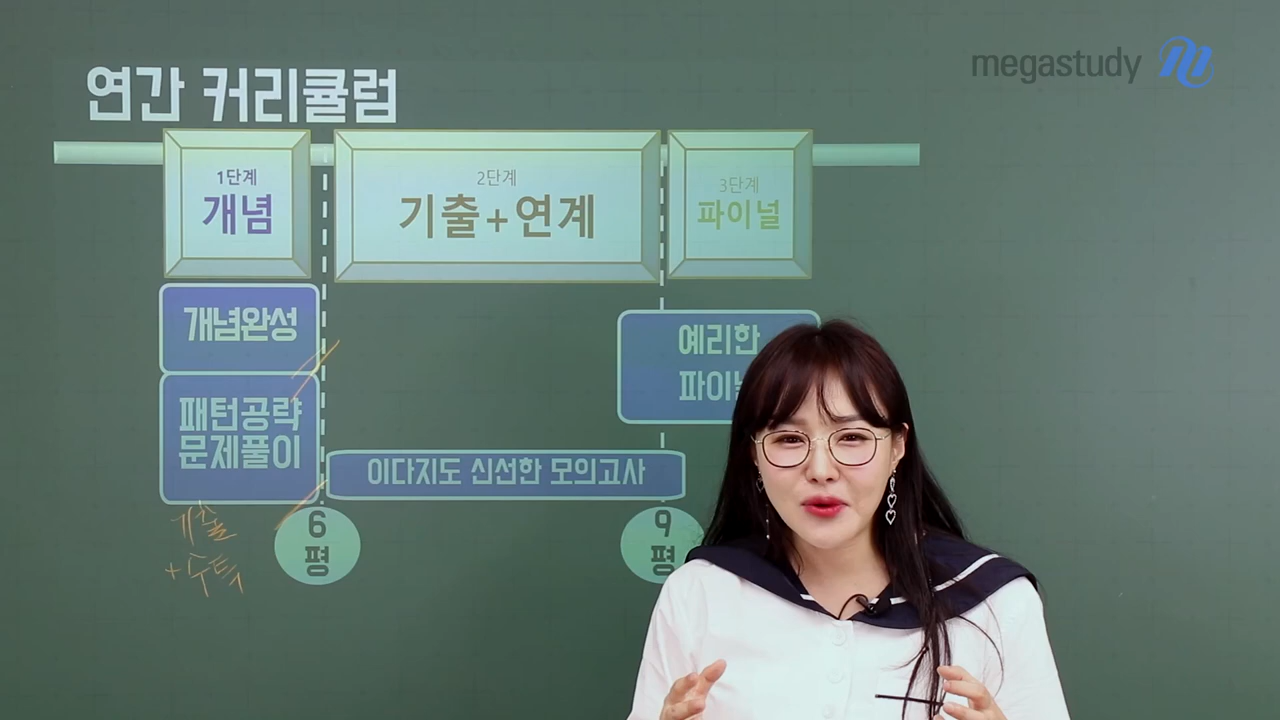 megastudy
연간 커리큘럼
1단계
개념
2단계
기출+연계
3단계
파이널
개념완성
패턴공략
문제풀이
예리한
이다지도 신선한 모의고사
6
평
9
평
기출
+수특